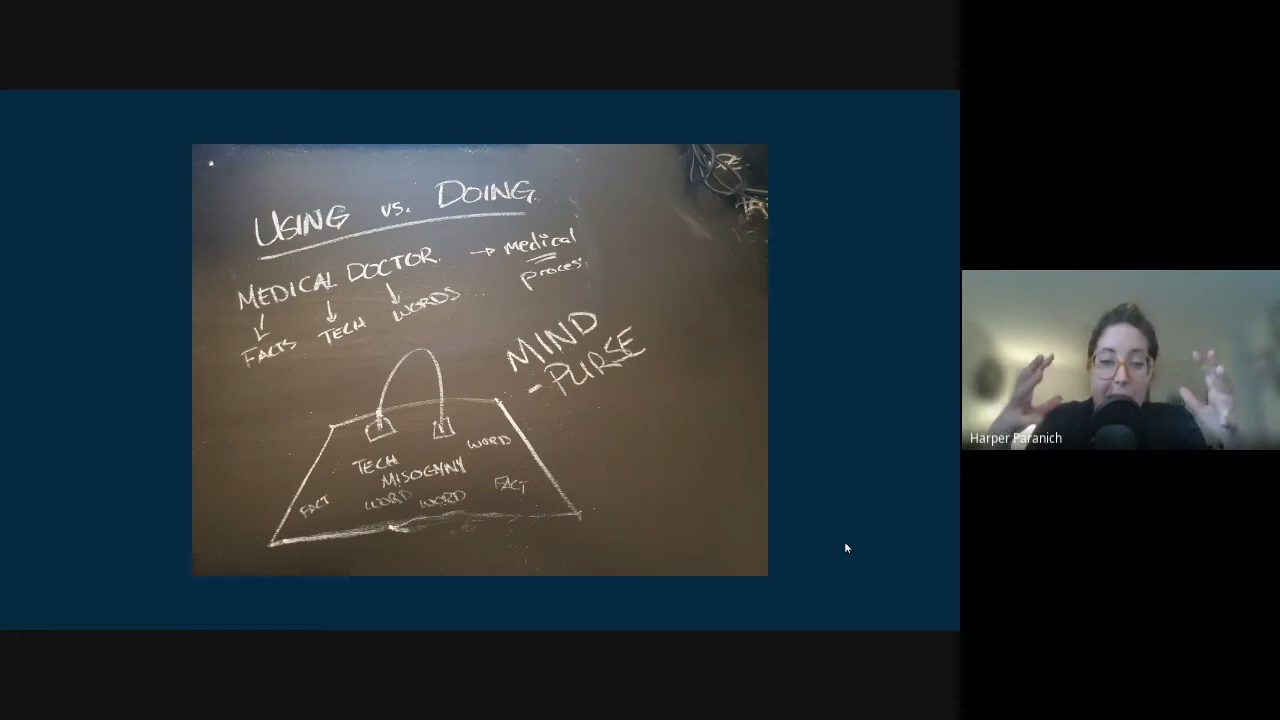 USING vs. DOING
MEDICAL DOCTOR → medical
process
FACTS TECH WORDS
MIND
-PURSE
WORD
TECH
MISOGYNY
FACT WORD WORD FACT
Harper Paranich